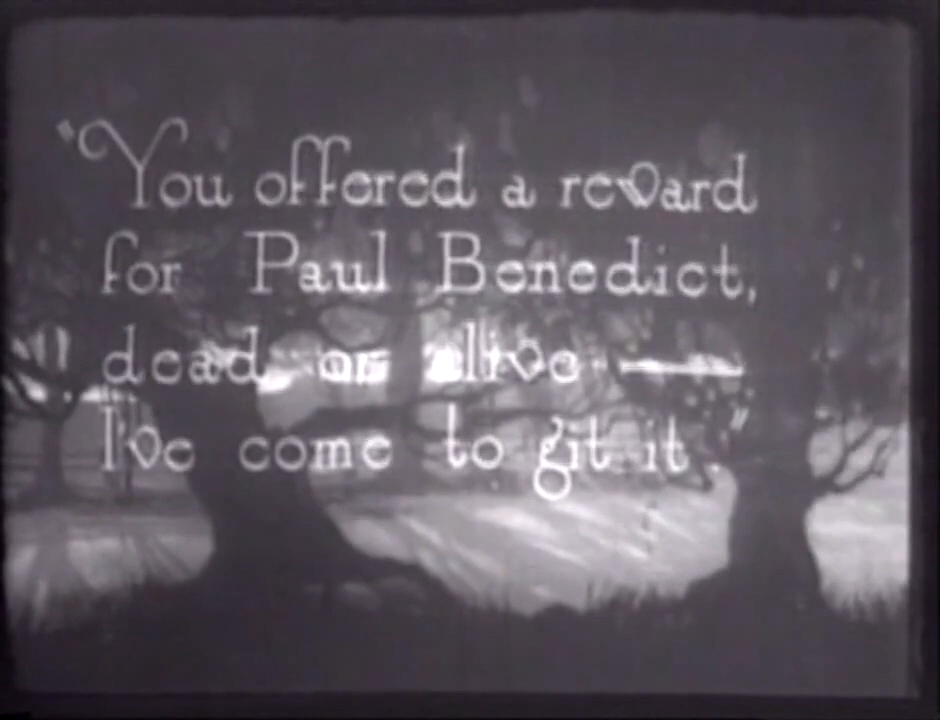 "You offered a reward
for Paul Benedict,
dead or alive —
I've come to git it."